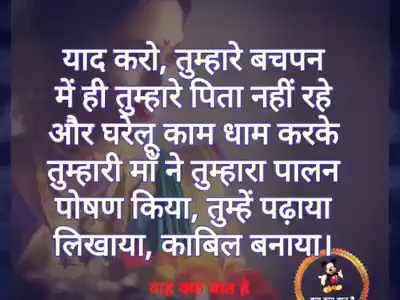 याद करो, तुम्हारे बचपन
में ही तुम्हारे पिता नहीं रहे
और घरेलू काम धाम करके
तुम्हारी माँ ने तुम्हारा पालन
पोषण किया, तुम्हें पढ़ाया
लिखाया, काबिल बनाया।
वाह क्या बात है